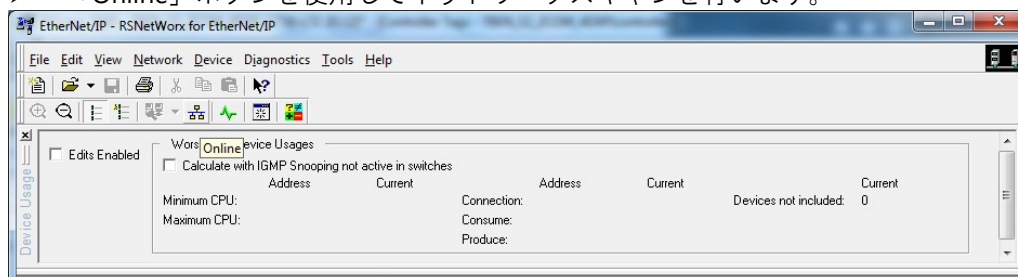 「Online」ボタンを使用してネットワークスキャンを行います。
EtherNet/IP - RSNetWorx for EtherNet/IP
File Edit View Network Device Diagnostics Tools Help
Edits Enabled
Device Usages
Online
Calculate with IGMP Snooping not active in switches
Address Current Address Current Current
Minimum CPU: Connection: Devices not included: 0
Maximum CPU: Consume:
Produce:
Device Usage